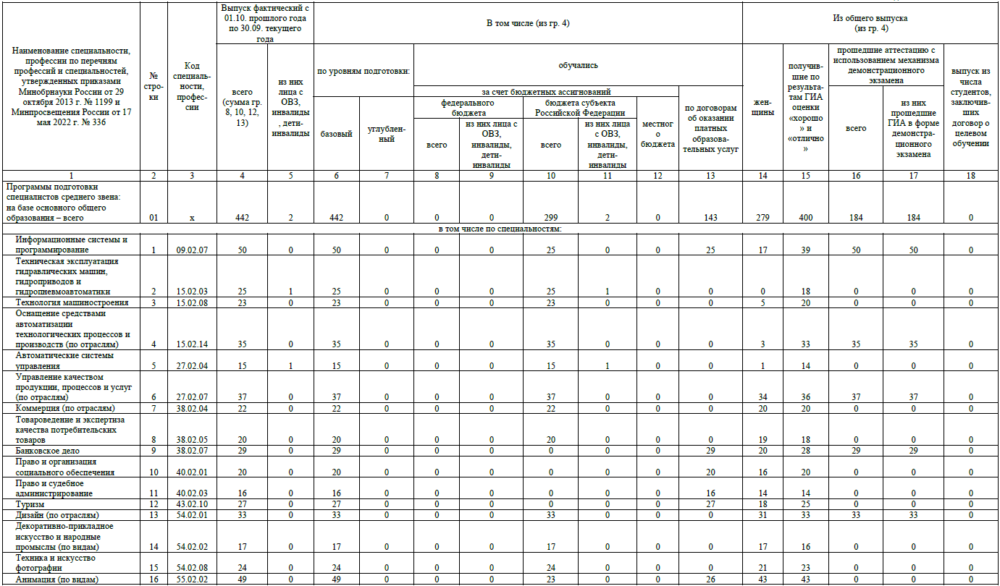 Наименование специальности,
профессии по перечням
профессий и специальностей,
утвержденных приказами
Минобрнауки России от 29
октября 2013 г. № 1199 и
Минпросвещения России от 17
мая 2022 г. № 336
№
стро-
ки
Код
специаль-
ности,
профес-
сии
Выпуск фактический с
01.10. прошлого года
по 30.09. текущего
года
В том числе (из гр. 4)
Из общего выпуска
(из гр. 4)
всего
(сумма гр.
8, 10, 12,
13)
из них
лица с
ОВЗ,
инвалиды
, дети-
инвалиды
по уровням подготовки:
базовый
углублен-
ный
обучались
за счет бюджетных ассигнований
федерального
бюджета
всего
из них лица с
ОВЗ,
инвалиды,
дети-
инвалиды
бюджета субъекта
Российской Федерации
всего
из них лица
с ОВЗ,
инвалиды,
дети-
инвалиды
местног
о
бюджета
по договорам
об оказании
платных
образова-
тельных услуг
жен-
щины
получив-
шие по
результа-
там ГИА
оценки
«хорошо
» и
«отлично
»
прошедшие аттестацию с
использованием механизма
демонстрационного
экзамена
всего
из них
прошедшие
ГИА в форме
демонстра-
ционного
экзамена
выпуск из
числа
студентов,
заключив-
ших
договор о
целевом
обучении
1 2 3 4 5 6 7 8 9 10 11 12 13 14 15 16 17 18
Программы подготовки
специалистов среднего звена:
на базе основного общего
образования – всего 01 х 442 2 442 0 0 0 299 2 0 143 279 400 184 184 0
в том числе по специальностям:
Информационные системы и
программирование 1 09.02.07 50 0 50 0 0 0 25 0 0 25 17 39 50 50 0
Техническая эксплуатация
гидравлических машин,
гидроприводов и
гидропневмоавтоматики 2 15.02.03 25 1 25 0 0 0 25 1 0 0 0 18 0 0 0
Технология машиностроения 3 15.02.08 23 0 23 0 0 0 23 0 0 0 5 20 0 0 0
Оснащение средствами
автоматизации
технологических процессов и
производств (по отраслям) 4 15.02.14 35 0 35 0 0 0 35 0 0 0 3 33 35 35 0
Автоматические системы
управления 5 27.02.04 15 1 15 0 0 0 15 1 0 0 1 14 0 0 0
Управление качеством
продукции, процессов и услуг
(по отраслям) 6 27.02.07 37 0 37 0 0 0 37 0 0 0 34 36 37 37 0
Коммерция (по отраслям) 7 38.02.04 22 0 22 0 0 0 22 0 0 0 20 20 0 0 0
Товароведение и экспертиза
качества потребительских
товаров 8 38.02.05 20 0 20 0 0 0 20 0 0 0 19 18 0 0 0
Банковское дело 9 38.02.07 29 0 29 0 0 0 0 0 0 29 20 28 29 29 0
Право и организация
социального обеспечения 10 40.02.01 20 0 20 0 0 0 0 0 0 20 16 20 0 0 0
Право и судебное
администрирование 11 40.02.03 16 0 16 0 0 0 0 0 0 16 14 14 0 0 0
Туризм 12 43.02.10 27 0 27 0 0 0 0 0 0 27 18 25 0 0 0
Дизайн (по отраслям) 13 54.02.01 33 0 33 0 0 0 33 0 0 0 31 33 33 33 0
Декоративно-прикладное
искусство и народные
промыслы (по видам) 14 54.02.02 17 0 17 0 0 0 17 0 0 0 17 16 0 0 0
Техника и искусство
фотографии 15 54.02.08 24 0 24 0 0 0 24 0 0 0 21 23 0 0 0
Анимация (по видам) 16 55.02.02 49 0 49 0 0 0 23 0 0 26 43 43 0 0 0